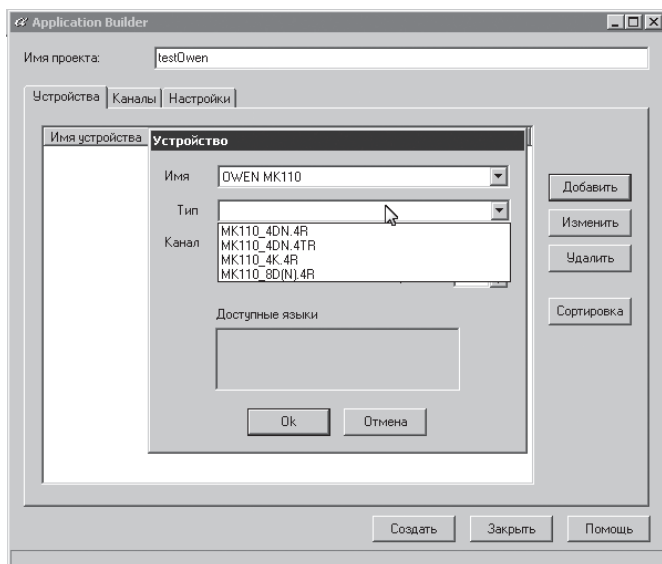 Application Builder
Имя проекта: testOwen
Устройства Каналы Настройки
Имя устройства
Устройство
Имя OWEN MK110
Тип
MK110_4DN.4R
MK110_4DN.4TR
MK110_4K.4R
MK110_8D(N).4R
Канал
Доступные языки
Ok Отмена
Добавить
Изменить
Удалить
Сортировка
Создать Закрыть Помощь